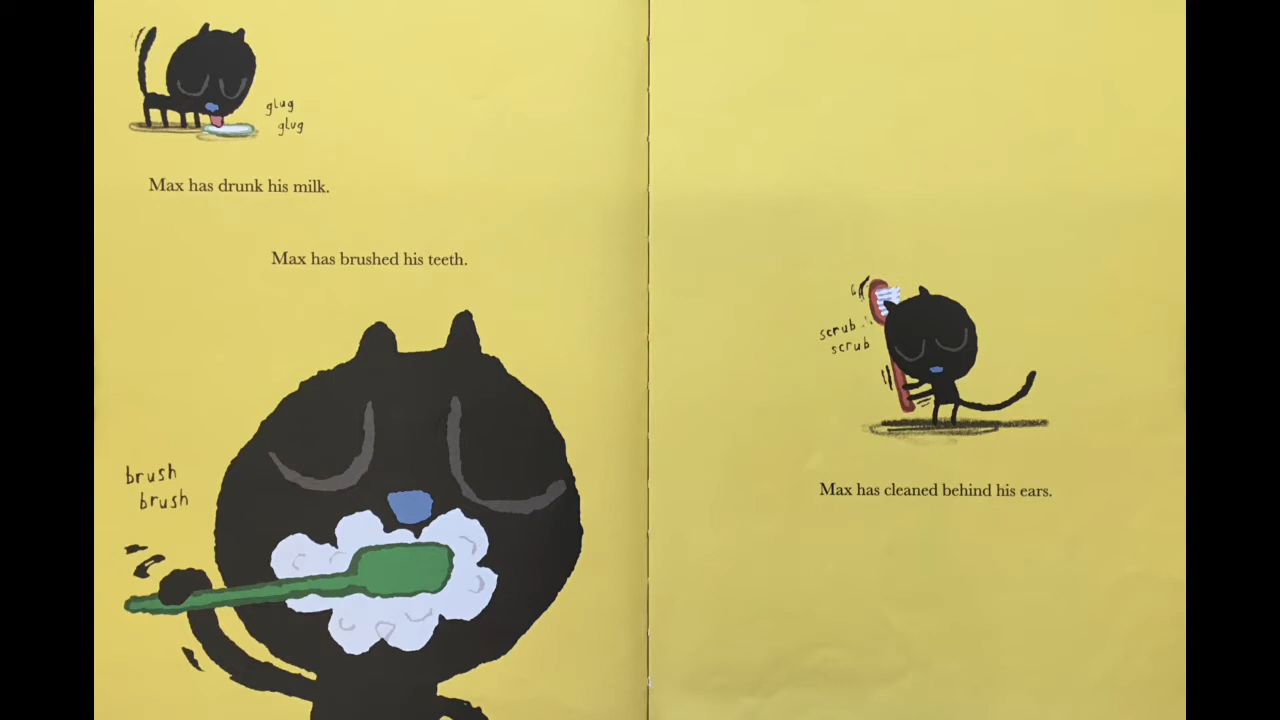 glug
glug
Max has drunk his milk.
Max has brushed his teeth.
brush
brush
scrub
scrub
Max has cleaned behind his ears.